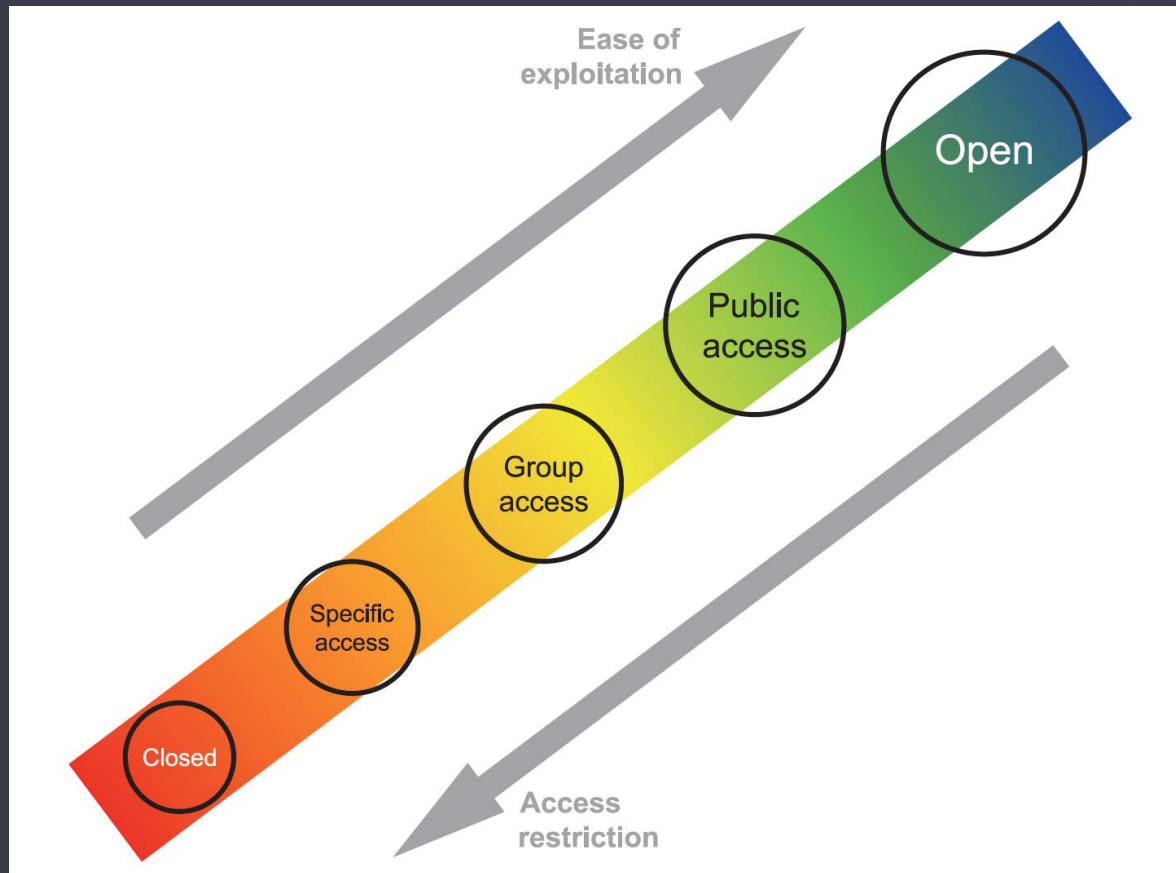 Ease of
exploitation
Open
Public
access
Group
access
Specific
access
Closed
Access
restriction